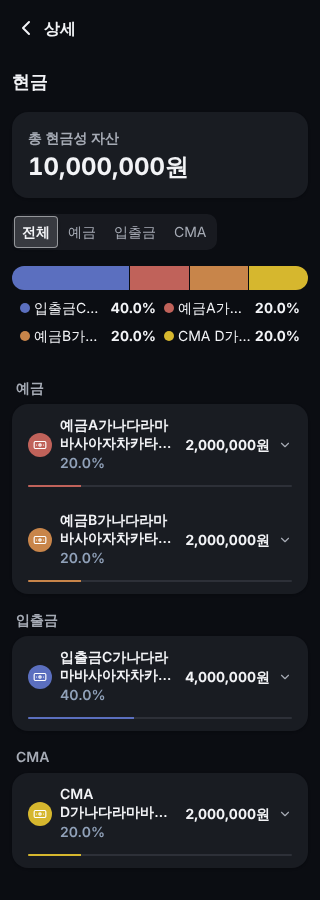 상세
현금
총 현금성 자산
10,000,000원
전체 예금 입출금 CMA
입출금C... 40.0% 예금A가... 20.0%
예금B가... 20.0% CMA D가... 20.0%
예금
예금A가나다라마
바사아자차카타... 2,000,000원
20.0%
예금B가나다라마
바사아자차카타... 2,000,000원
20.0%
입출금
입출금C가나다라
마바사아자차카... 4,000,000원
40.0%
CMA
CMA
D가나다라마바... 2,000,000원
20.0%